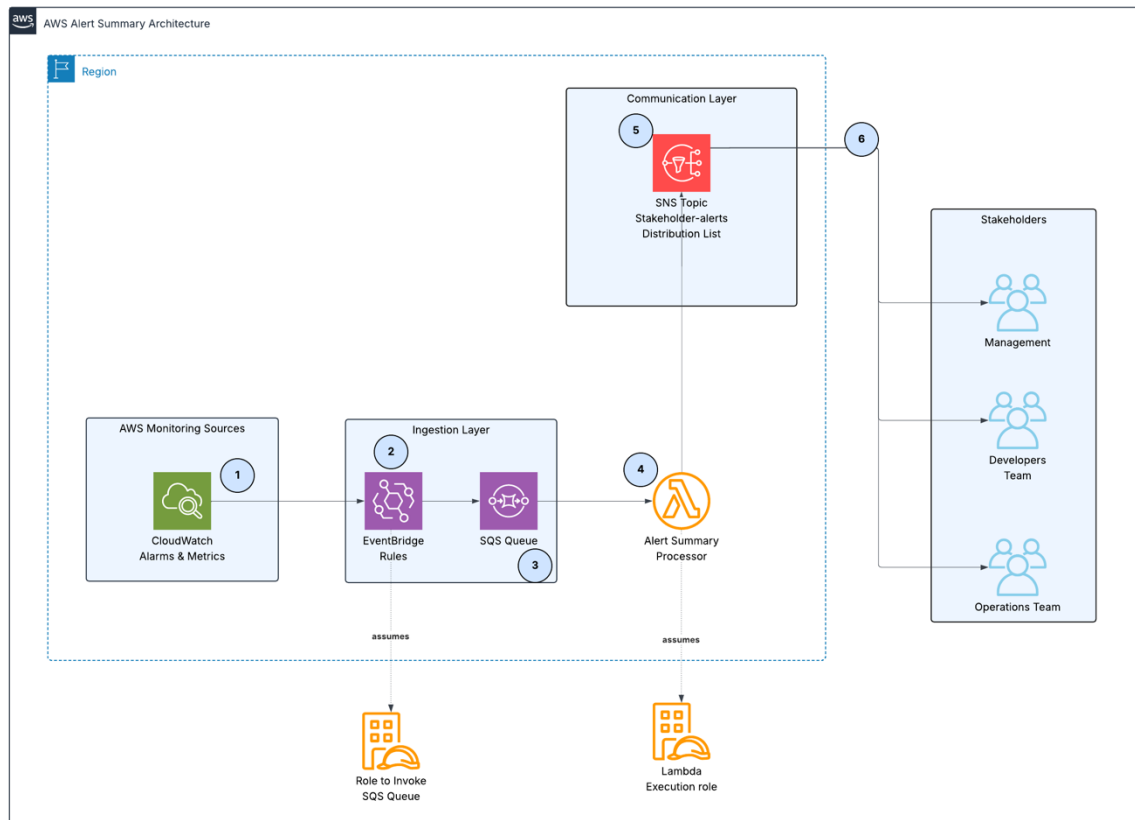 aws
AWS Alert Summary Architecture
Region
Communication Layer
5
6
SNS Topic
Stakeholder-alerts
Distribution List
Stakeholders
Management
AWS Monitoring Sources
Ingestion Layer
1
2
4
CloudWatch
Alarms & Metrics
EventBridge
Rules
SQS Queue
3
Alert Summary
Processor
Developers
Team
Operations Team
assumes
assumes
Role to Invoke
SQS Queue
Lambda
Execution role